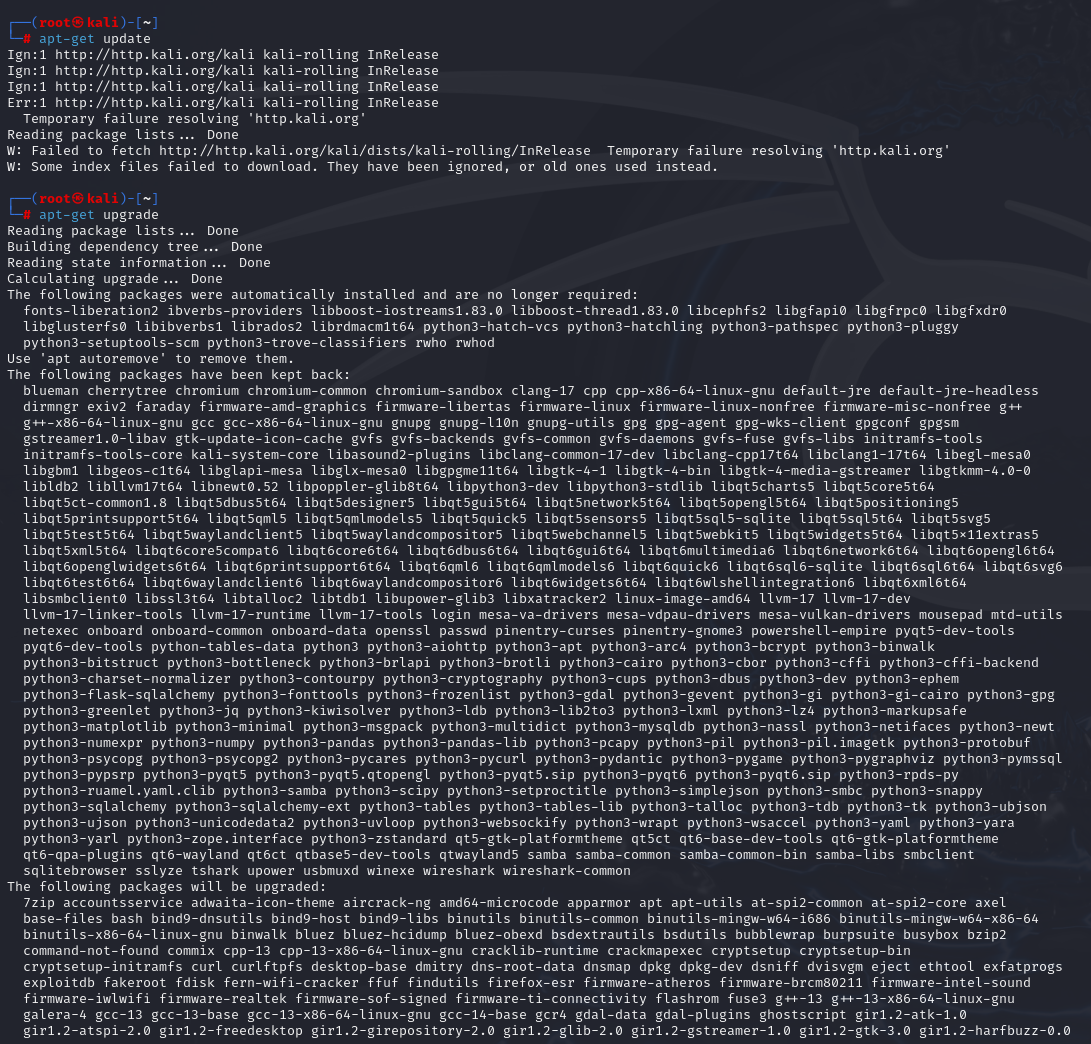 ┌──(root㉿kali)-[~]
└─# apt-get update
Ign:1 http://http.kali.org/kali kali-rolling InRelease
Ign:1 http://http.kali.org/kali kali-rolling InRelease
Ign:1 http://http.kali.org/kali kali-rolling InRelease
Err:1 http://http.kali.org/kali kali-rolling InRelease
  Temporary failure resolving 'http.kali.org'
Reading package lists... Done
W: Failed to fetch http://http.kali.org/kali/dists/kali-rolling/InRelease  Temporary failure resolving 'http.kali.org'
W: Some index files failed to download. They have been ignored, or old ones used instead.
┌──(root㉿kali)-[~]
└─# apt-get upgrade
Reading package lists... Done
Building dependency tree... Done
Reading state information... Done
Calculating upgrade... Done
The following packages were automatically installed and are no longer required:
  fonts-liberation2 ibverbs-providers libboost-iostreams1.83.0 libboost-thread1.83.0 libcephfs2 libgfapi0 libgfrpc0 libgfxdr0
  libglusterfs0 libibverbs1 librados2 librdmacm1t64 python3-hatch-vcs python3-hatchling python3-pathspec python3-pluggy
  python3-setuptools-scm python3-trove-classifiers rwho rwhod
Use 'apt autoremove' to remove them.
The following packages have been kept back:
  blueman cherrytree chromium chromium-common chromium-sandbox clang-17 cpp cpp-x86-64-linux-gnu default-jre default-jre-headless
  dirmngr exiv2 faraday firmware-amd-graphics firmware-libertas firmware-linux firmware-linux-nonfree firmware-misc-nonfree g++
  g++-x86-64-linux-gnu gcc gcc-x86-64-linux-gnu gnupg gnupg-l10n gnupg-utils gpg gpg-agent gpg-wks-client gpgconf gpgsm
  gstreamer1.0-libav gtk-update-icon-cache gvfs gvfs-backends gvfs-common gvfs-daemons gvfs-fuse gvfs-libs initramfs-tools
  initramfs-tools-core kali-system-core libasound2-plugins libclang-common-17-dev libclang-cpp17t64 libclang1-17t64 libegl-mesa0
  libgbm1 libgeos-c1t64 libglapi-mesa libglx-mesa0 libgpgme11t64 libgtk-4-1 libgtk-4-bin libgtk-4-media-gstreamer libgtkmm-4.0-0
  libldb2 libllvm17t64 libnewt0.52 libpoppler-glib8t64 libpython3-dev libpython3-stdlib libqt5charts5 libqt5core5t64
  libqt5ct-common1.8 libqt5dbus5t64 libqt5designer5 libqt5gui5t64 libqt5network5t64 libqt5opengl5t64 libqt5positioning5
  libqt5printsupport5t64 libqt5qml5 libqt5qmlmodels5 libqt5quick5 libqt5sensors5 libqt5sql5-sqlite libqt5sql5t64 libqt5svg5
  libqt5test5t64 libqt5waylandclient5 libqt5waylandcompositor5 libqt5webchannel5 libqt5webkit5 libqt5widgets5t64 libqt5x11extras5
  libqt5xml5t64 libqt6core5compat6 libqt6core6t64 libqt6dbus6t64 libqt6gui6t64 libqt6multimedia6 libqt6network6t64 libqt6opengl6t64
  libqt6openglwidgets6t64 libqt6printsupport6t64 libqt6qml6 libqt6qmlmodels6 libqt6quick6 libqt6sql6-sqlite libqt6sql6t64 libqt6svg6
  libqt6test6t64 libqt6waylandclient6 libqt6waylandcompositor6 libqt6widgets6t64 libqt6wlshellintegration6 libqt6xml6t64
  libsmbclient0 libssl3t64 libtalloc2 libtdb1 libupower-glib3 libxatracker2 linux-image-amd64 llvm-17 llvm-17-dev
  llvm-17-linker-tools llvm-17-runtime llvm-17-tools login mesa-va-drivers mesa-vdpau-drivers mesa-vulkan-drivers mousepad mtd-utils
  netexec onboard onboard-common onboard-data openssl passwd pinentry-curses pinentry-gnome3 powershell-empire pyqt5-dev-tools
  pyqt6-dev-tools python-tables-data python3 python3-aiohttp python3-apt python3-arc4 python3-bcrypt python3-binwalk
  python3-bitstruct python3-bottleneck python3-brlapi python3-brotli python3-cairo python3-cbor python3-cffi python3-cffi-backend
  python3-charset-normalizer python3-contourpy python3-cryptography python3-cups python3-dbus python3-dev python3-ephem
  python3-flask-sqlalchemy python3-fonttools python3-frozenlist python3-gdal python3-gevent python3-gi python3-gi-cairo python3-gpg
  python3-greenlet python3-jq python3-kiwisolver python3-ldb python3-lib2to3 python3-lxml python3-lz4 python3-markupsafe
  python3-matplotlib python3-minimal python3-msgpack python3-multidict python3-mysqldb python3-nassl python3-netifaces python3-newt
  python3-numexpr python3-numpy python3-pandas python3-pandas-lib python3-pcapy python3-pil python3-pil.imagetk python3-protobuf
  python3-psycopg python3-psycopg2 python3-pycares python3-pycurl python3-pydantic python3-pygame python3-pygraphviz python3-pymssql
  python3-pypsrp python3-pyqt5 python3-pyqt5.qtopengl python3-pyqt5.sip python3-pyqt6 python3-pyqt6.sip python3-rpds-py
  python3-ruamel.yaml.clib python3-samba python3-scipy python3-setproctitle python3-simplejson python3-smbc python3-snappy
  python3-sqlalchemy python3-sqlalchemy-ext python3-tables python3-tables-lib python3-talloc python3-tdb python3-tk python3-ubjson
  python3-ujson python3-unicodedata2 python3-uvloop python3-websockify python3-wrapt python3-wsaccel python3-yaml python3-yara
  python3-yarl python3-zope.interface python3-zstandard qt5-gtk-platformtheme qt5ct qt6-base-dev-tools qt6-gtk-platformtheme
  qt6-qpa-plugins qt6-wayland qt6ct qtbase5-dev-tools qtwayland5 samba samba-common samba-common-bin samba-libs smbclient
  sqlitebrowser sslyze tshark upower usbmuxd winexe wireshark wireshark-common
The following packages will be upgraded:
  7zip accountsservice adwaita-icon-theme aircrack-ng amd64-microcode apparmor apt apt-utils at-spi2-common at-spi2-core axel
  base-files bash bind9-dnsutils bind9-host bind9-libs binutils binutils-common binutils-mingw-w64-i686 binutils-mingw-w64-x86-64
  binutils-x86-64-linux-gnu binwalk bluez bluez-hcidump bluez-obexd bsdextrautils bsdutils bubblewrap burpsuite busybox bzip2
  command-not-found commix cpp-13 cpp-13-x86-64-linux-gnu cracklib-runtime crackmapexec cryptsetup cryptsetup-bin
  cryptsetup-initramfs curl curlftpfs desktop-base dmitry dns-root-data dnsmap dpkg dpkg-dev dsniff dvisvgm eject ethtool exfatprogs
  exploitdb fakeroot fdisk fern-wifi-cracker ffuf findutils firefox-esr firmware-atheros firmware-brcm80211 firmware-intel-sound
  firmware-iwlwifi firmware-realtek firmware-sof-signed firmware-ti-connectivity flashrom fuse3 g++-13 g++-13-x86-64-linux-gnu
  galera-4 gcc-13 gcc-13-base gcc-13-x86-64-linux-gnu gcc-14-base gcr4 gdal-data gdal-plugins ghostscript gir1.2-atk-1.0
  gir1.2-atspi-2.0 gir1.2-freedesktop gir1.2-girepository-2.0 gir1.2-glib-2.0 gir1.2-gstreamer-1.0 gir1.2-gtk-3.0 gir1.2-harfbuzz-0.0